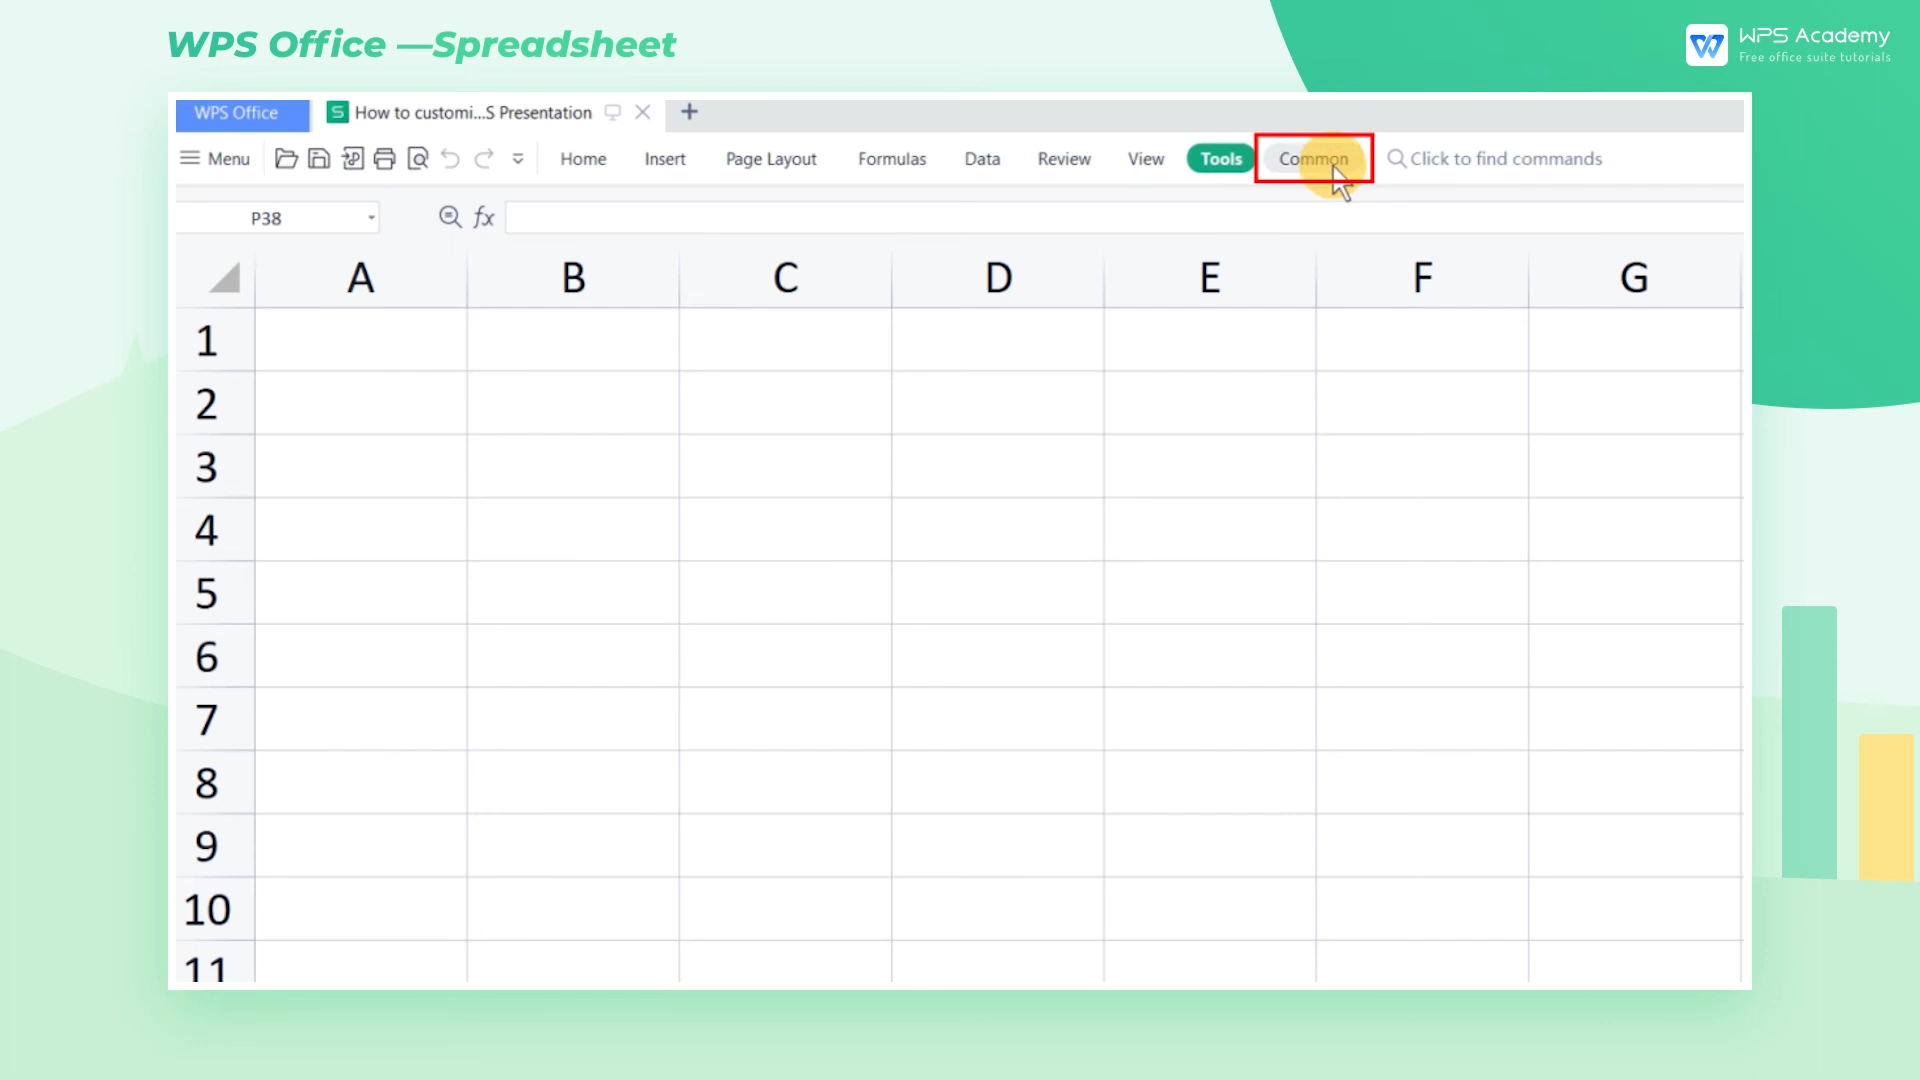 WPS Office —Spreadsheet
WPS Academy
Free office suite tutorials
WPS Office
S How to customi...S Presentation
Menu Home Insert Page Layout Formulas Data Review View Tools Common Click to find commands
P38 fx
A B C D E F G
1
2
3
4
5
6
7
8
9
10
11